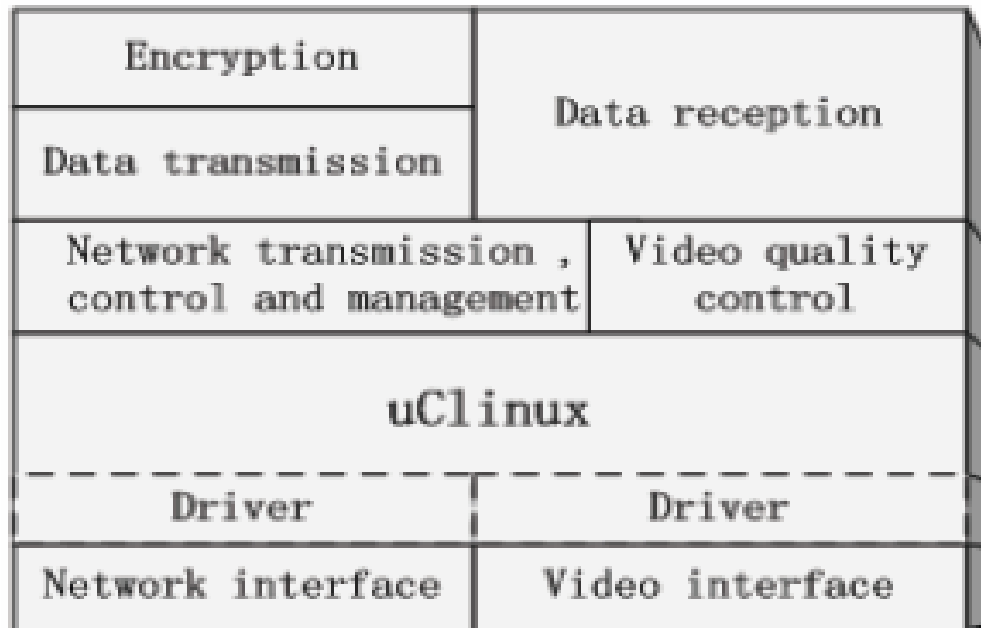 Encryption
Data reception
Data transmission
Network transmission ,
control and management
Video quality
control
uClinux
Driver
Driver
Network interface
Video interface